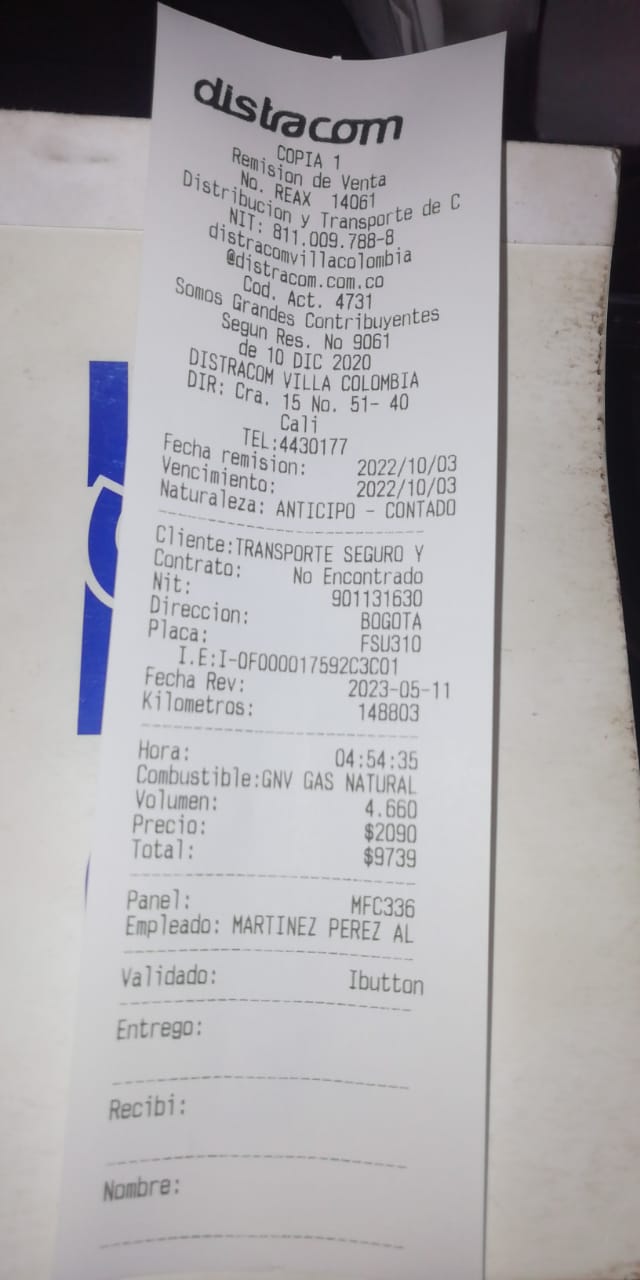 distracom
COPIA 1
Remision de Venta
No. REAX 14061
Distribucion y Transporte de C
NIT: 811.009.788-8
distracomvillacolombia
@distracom.com.co
Cod. Act. 4731
Somos Grandes Contribuyentes
Segun Res. No 9061
de 10 DIC 2020
DISTRACOM VILLA COLOMBIA
DIR: Cra. 15 No. 51- 40
Cali
TEL:4430177
Fecha remision: 2022/10/03
Vencimiento: 2022/10/03
Naturaleza: ANTICIPO - CONTADO
Cliente:TRANSPORTE SEGURO Y
Contrato: No Encontrado
Nit: 901131630
Direccion: BOGOTA
Placa: FSU310
I.E:I-0F000017592C3C01
Fecha Rev: 2023-05-11
Kilometros: 148803
Hora: 04:54:35
Combustible:GNV GAS NATURAL
Volumen: 4.660
Precio: $2090
Total: $9739
Panel: MFC336
Empleado: MARTINEZ PEREZ AL
Validado: Ibutton
Entrego:
Recibi:
Nombre: